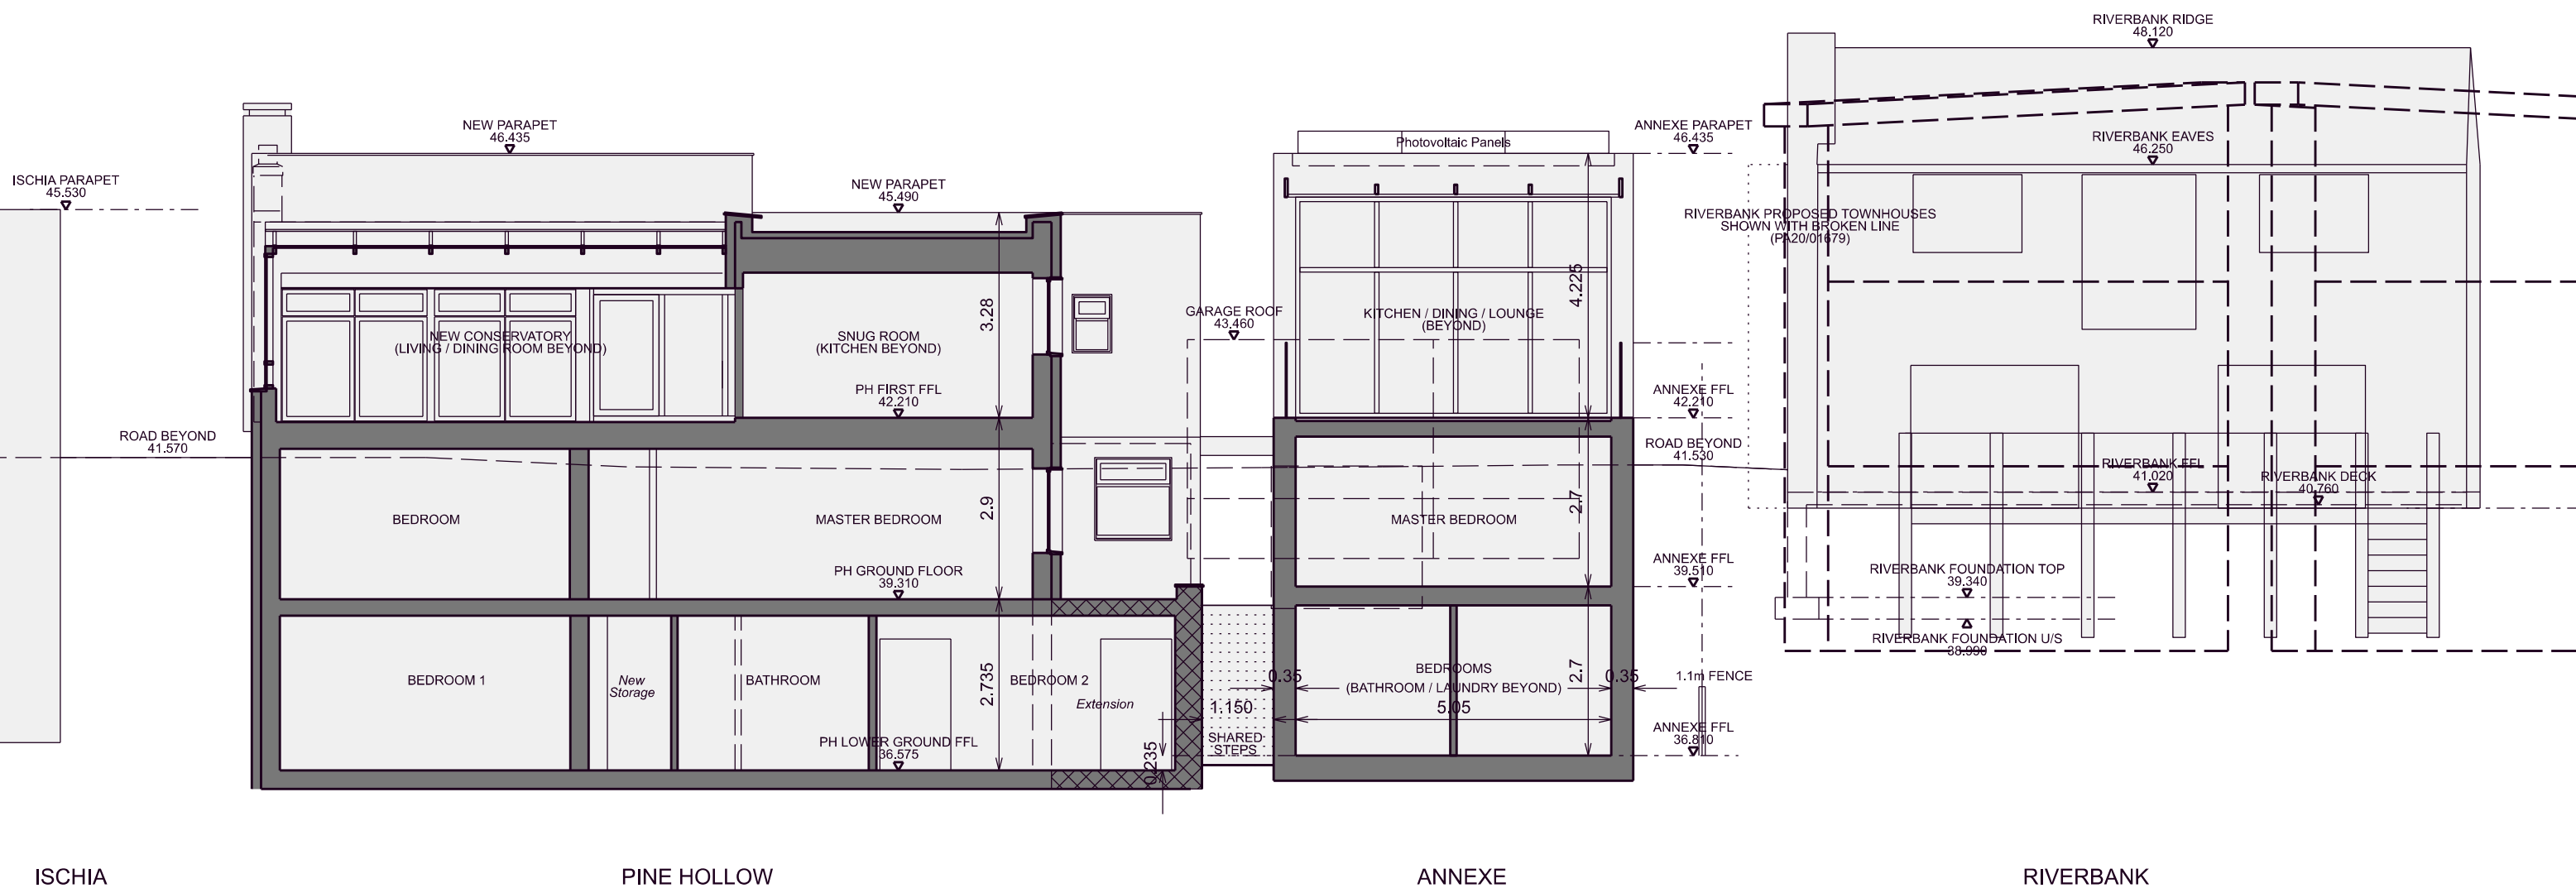 RIVERBANK RIDGE
48.120
NEW PARAPET
46.435
ANNEXE PARAPET
46.435
Photovoltaic Panels
RIVERBANK EAVES
46.250
ISCHIA PARAPET
45.530
NEW PARAPET
45.490
RIVERBANK PROPOSED TOWNHOUSES
SHOWN WITH BROKEN LINE
(PA20/01679)
3.28
4.225
GARAGE ROOF
43.460
NEW CONSERVATORY
(LIVING / DINING ROOM BEYOND)
SNUG ROOM
(KITCHEN BEYOND)
KITCHEN / DINING / LOUNGE
(BEYOND)
PH FIRST FFL
42.210
ANNEXE FFL
42.210
ROAD BEYOND
41.570
ROAD BEYOND
41.530
RIVERBANK FFL
41.020
RIVERBANK DECK
40.760
2.9
2.7
BEDROOM
MASTER BEDROOM
MASTER BEDROOM
PH GROUND FLOOR
39.310
ANNEXE FFL
39.510
RIVERBANK FOUNDATION TOP
39.340
RIVERBANK FOUNDATION U/S
38.990
BEDROOM 1
New
Storage
BATHROOM
2.735
BEDROOM 2
Extension
0.35
BEDROOMS
(BATHROOM / LAUNDRY BEYOND)
2.7
0.35
1.1m FENCE
1.150
5.05
PH LOWER GROUND FFL
36.575
0.235
SHARED
STEPS
ANNEXE FFL
36.810
ISCHIA
PINE HOLLOW
ANNEXE
RIVERBANK